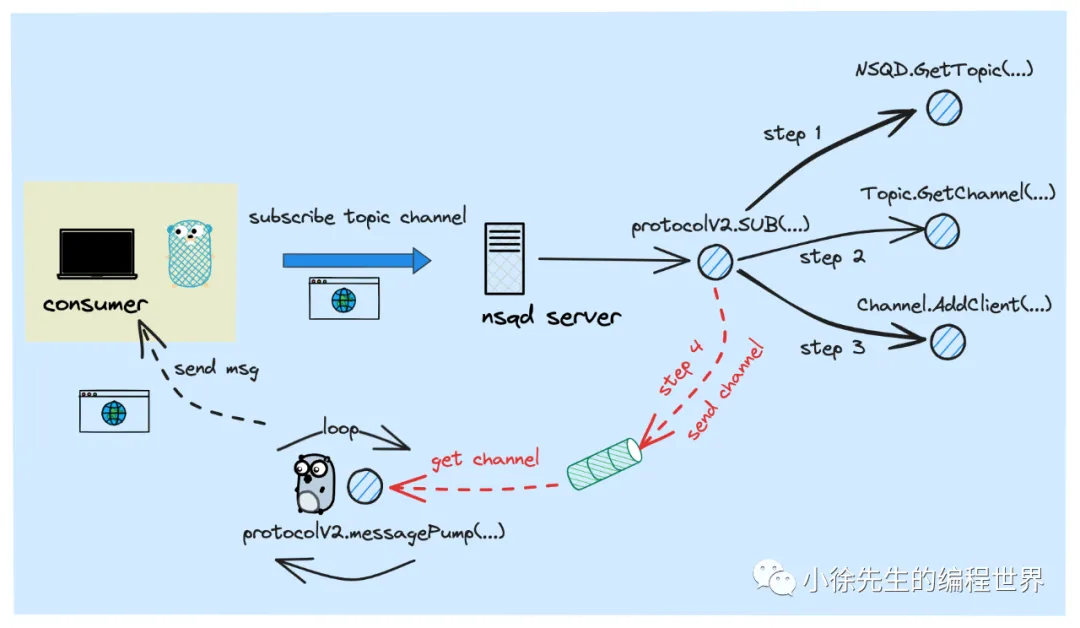 NSQD.GetTopic(...)
step 1
Topic.GetChannel(...)
subscribe topic channel
protocolV2.SUB(...)
step 2
consumer
nsqd server
Channel.AddClient(...)
step 3
send msg
step 4
send channel
loop
get channel
protocolV2.messagePump(...)
小徐先生的编程世界